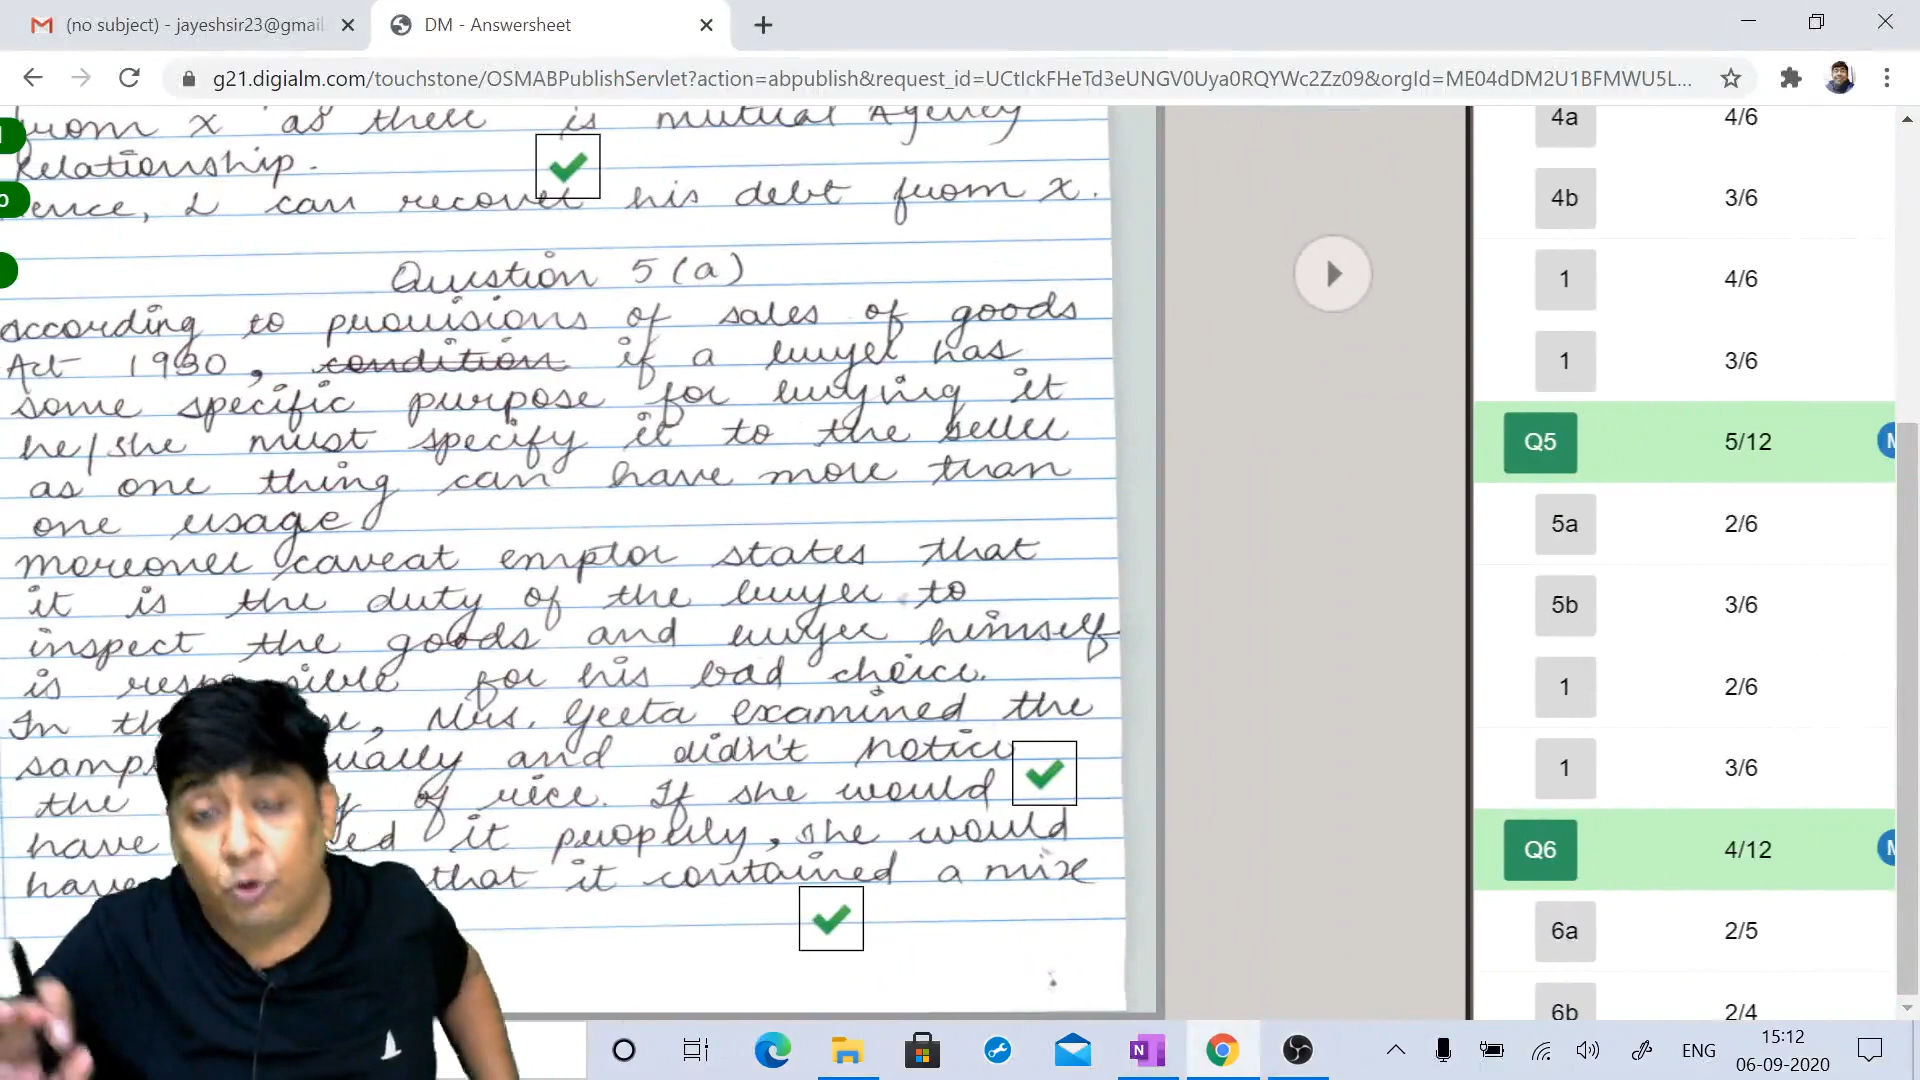 (no subject) - jayeshsir23@gmail
DM - Answersheet
g21.digialm.com/touchstone/OSMABPublishServlet?action=abpublish&request_id=UCtIckFHeTd3eUNGV0Uya0RQYWc2Zz09&orgId=ME04dDM2U1BFMWU5L...
from x as there is mutual Agency
Relationship.
ence, L can recover his debt from x.
Question 5 (a)
according to provisions of sales of goods
Act 1930, condition if a buyer has
some specific purpose for buying it
he/she must specify it to the seller
as one thing can have more than
one usage
moreover caveat emptor states that
it is the duty of the buyer to
inspect the goods and buyer himself
is responsible for his bad choice.
In th , Mrs. Geeta examined the
samp ually and didn't notice
the of rice. If she would
have ed it properly, she would
have that it contained a mix
4a 4/6
4b 3/6
1 4/6
1 3/6
Q5 5/12
5a 2/6
5b 3/6
1 2/6
1 3/6
Q6 4/12
6a 2/5
6b 2/4
ENG
15:12
06-09-2020